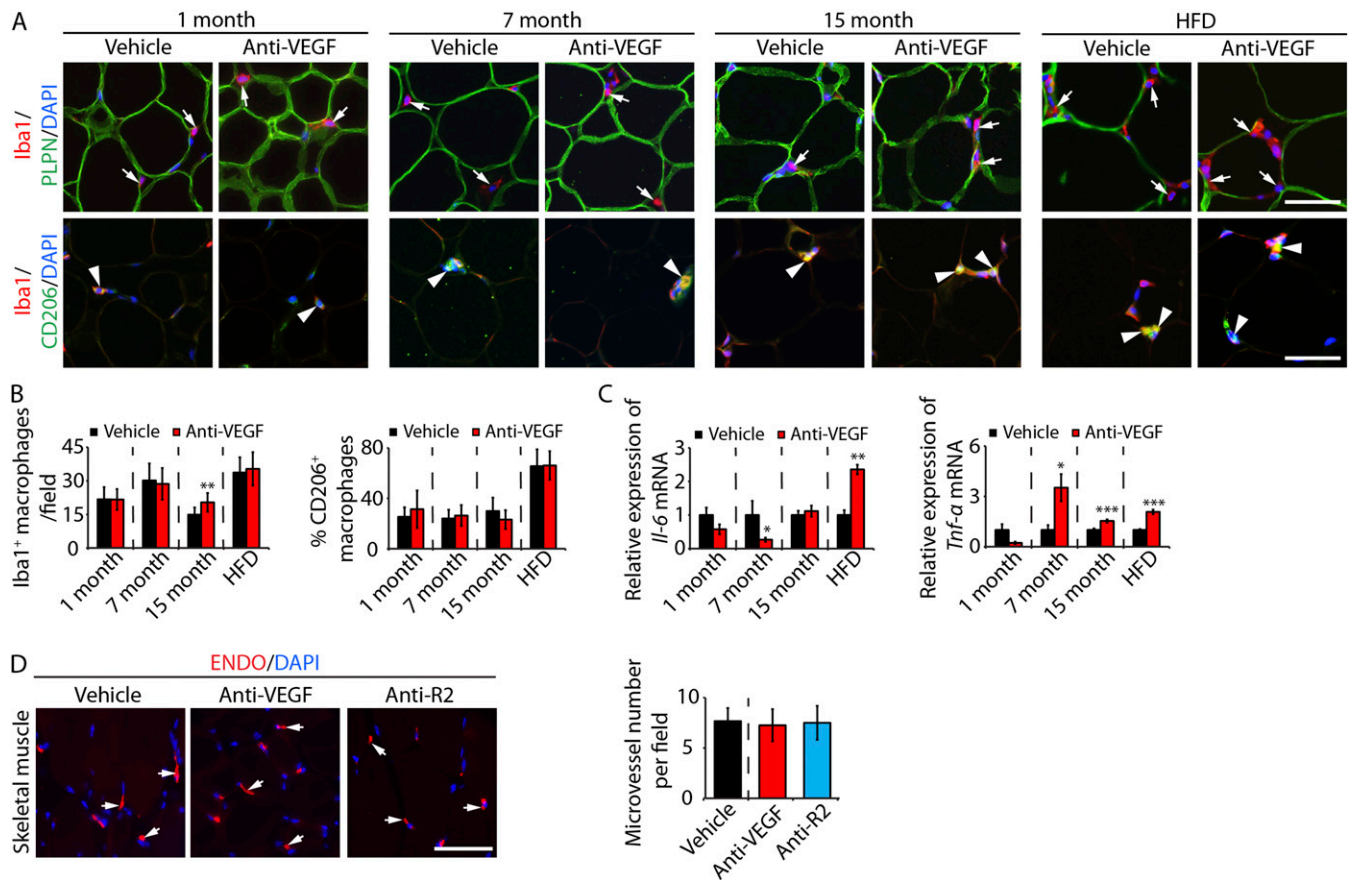 A
1 month
7 month
15 month
HFD
Vehicle
Anti-VEGF
Vehicle
Anti-VEGF
Vehicle
Anti-VEGF
Vehicle
Anti-VEGF
Iba1/
PLPN/DAPI
Iba1/
CD206/DAPI
B
Iba1⁺ macrophages
/field
Vehicle
Anti-VEGF
45
30
15
0
**
1 month
7 month
15 month
HFD
% CD206⁺
macrophages
Vehicle
Anti-VEGF
80
40
0
1 month
7 month
15 month
HFD
C
Relative expression of
Il-6 mRNA
Vehicle
Anti-VEGF
3
2
1
0
*
**
1 month
7 month
15 month
HFD
Relative expression of
Tnf-α mRNA
Vehicle
Anti-VEGF
6
4
2
0
*
***
***
1 month
7 month
15 month
HFD
D
ENDO/DAPI
Vehicle
Anti-VEGF
Anti-R2
Skeletal muscle
Microvessel number
per field
10
5
0
Vehicle
Anti-VEGF
Anti-R2